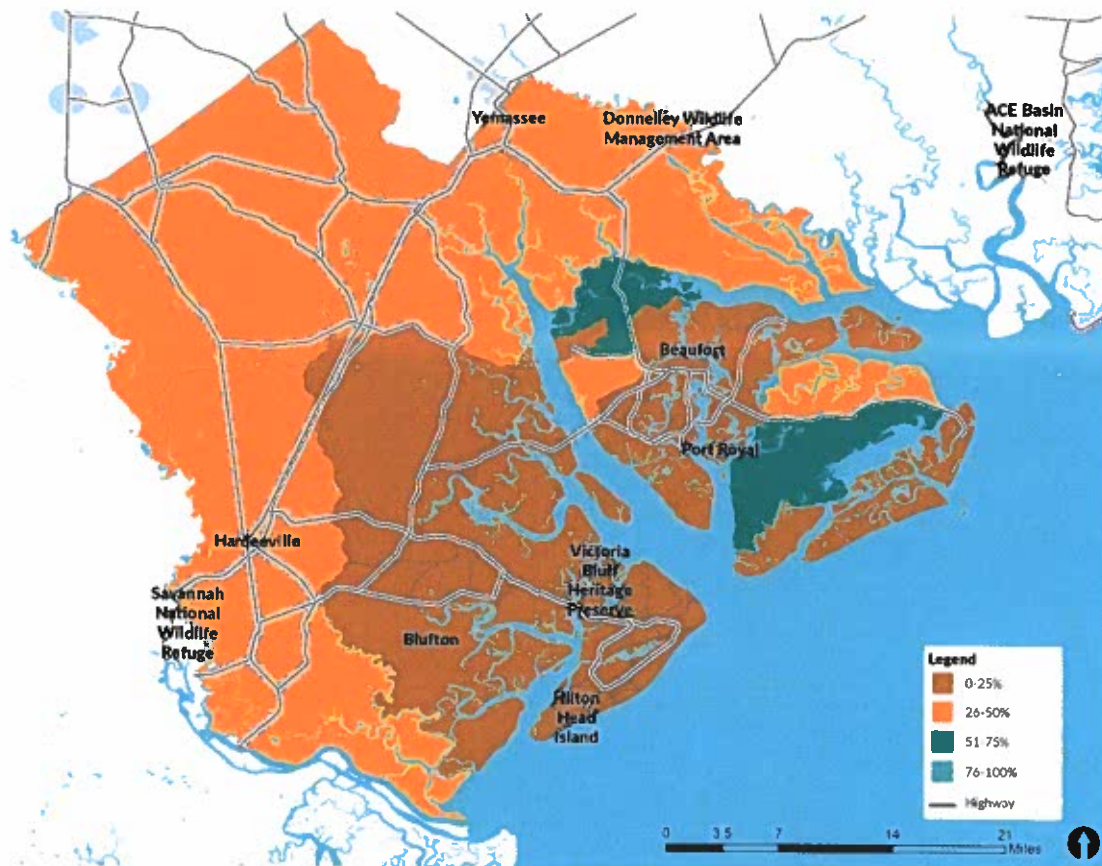 Yemassee
Donnelley Wildlife
Management Area
ACE Basin
National
Wildlife
Refuge
Beaufort
Port Royal
Hardeeville
Victoria
Bluff
Heritage
Preserve
Savannah
National
Wildlife
Refuge
Blufton
Hilton
Head
Island
Legend
0-25%
26-50%
51-75%
76-100%
Highway
0 3.5 7 14 21
Miles